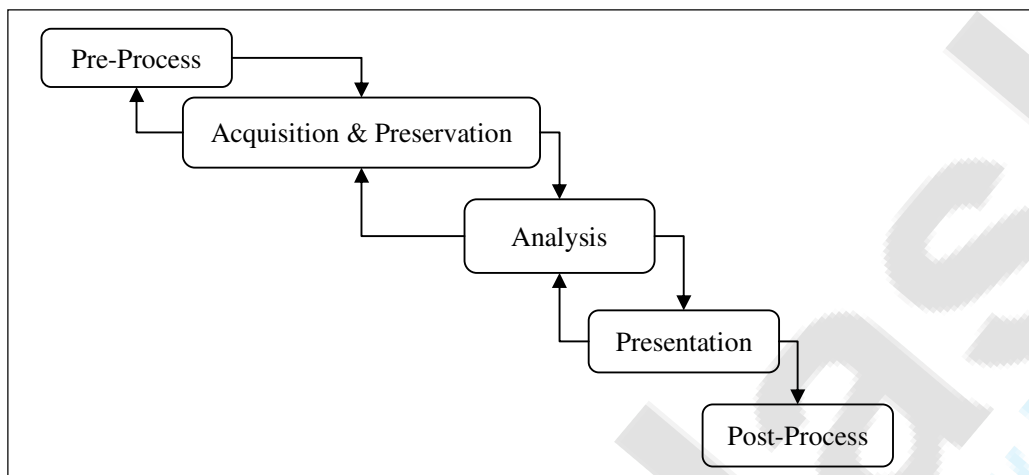 Pre-Process
Acquisition & Preservation
Analysis
Presentation
Post-Process